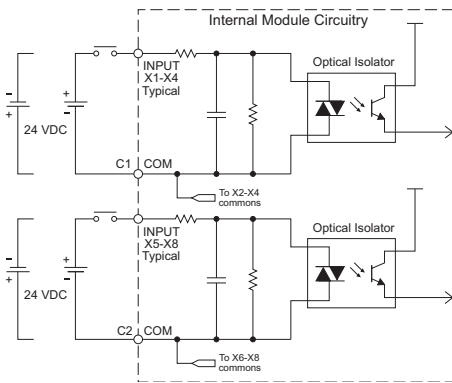 Internal Module Circuitry
INPUT
X1-X4
Typical
Optical Isolator
- +
+ -
24 VDC
C1 COM
To X2-X4
commons
INPUT
X5-X8
Typical
Optical Isolator
- +
+ -
24 VDC
C2 COM
To X6-X8
commons